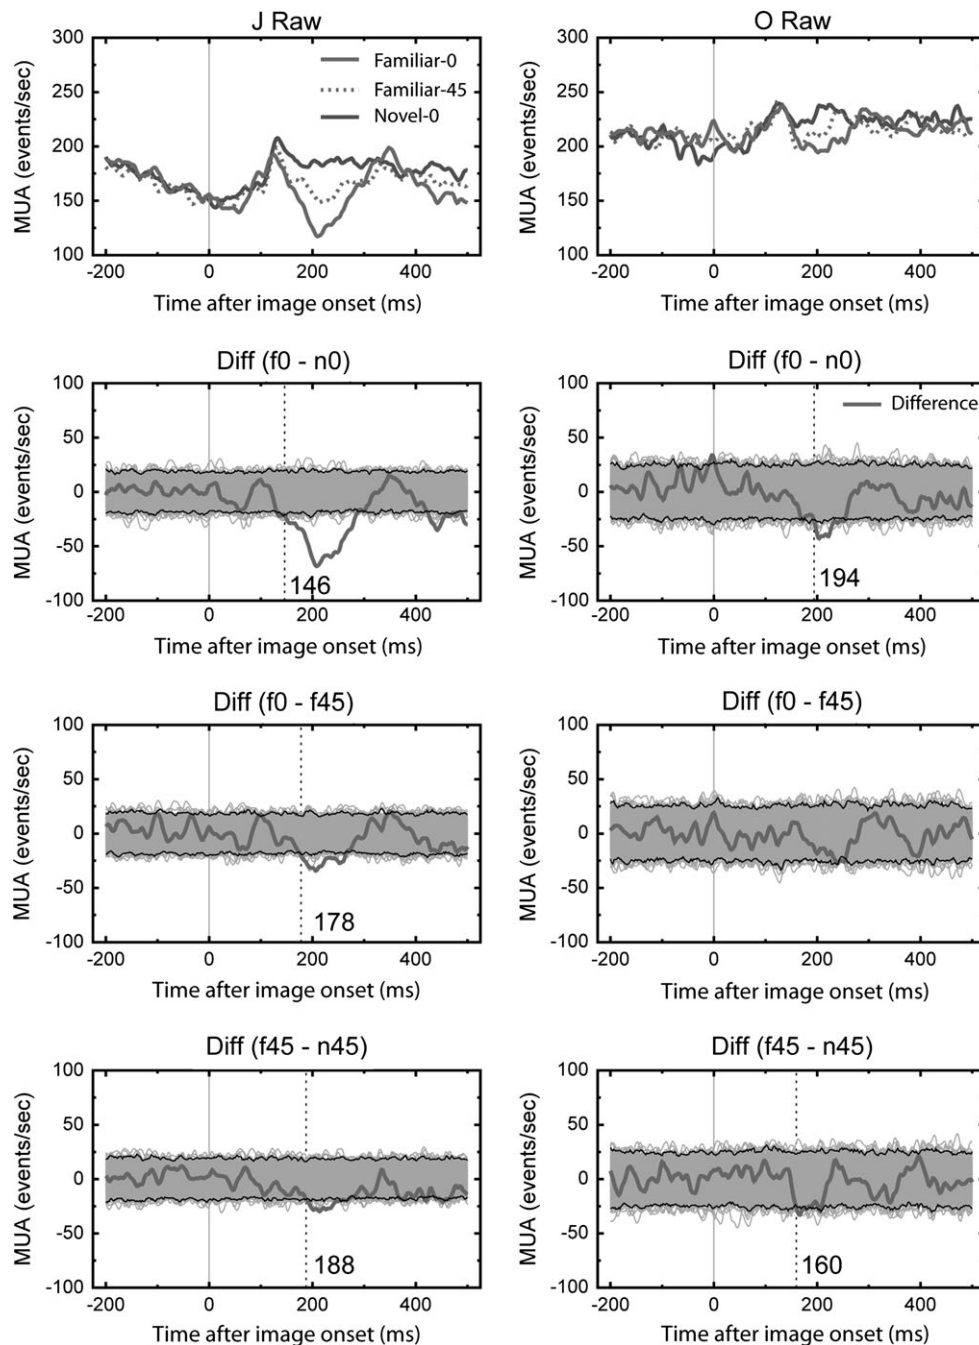 J Raw
MUA (events/sec)
300
250
200
150
100
Familiar-0
Familiar-45
Novel-0
-200 0 200 400
Time after image onset (ms)
O Raw
MUA (events/sec)
300
250
200
150
100
-200 0 200 400
Time after image onset (ms)
Diff (f0 - n0)
MUA (events/sec)
100
50
0
-50
-100
146
-200 0 200 400
Time after image onset (ms)
Diff (f0 - n0)
MUA (events/sec)
100
50
0
-50
-100
Difference
194
-200 0 200 400
Time after image onset (ms)
Diff (f0 - f45)
MUA (events/sec)
100
50
0
-50
-100
178
-200 0 200 400
Time after image onset (ms)
Diff (f0 - f45)
MUA (events/sec)
100
50
0
-50
-100
-200 0 200 400
Time after image onset (ms)
Diff (f45 - n45)
MUA (events/sec)
100
50
0
-50
-100
188
-200 0 200 400
Time after image onset (ms)
Diff (f45 - n45)
MUA (events/sec)
100
50
0
-50
-100
160
-200 0 200 400
Time after image onset (ms)